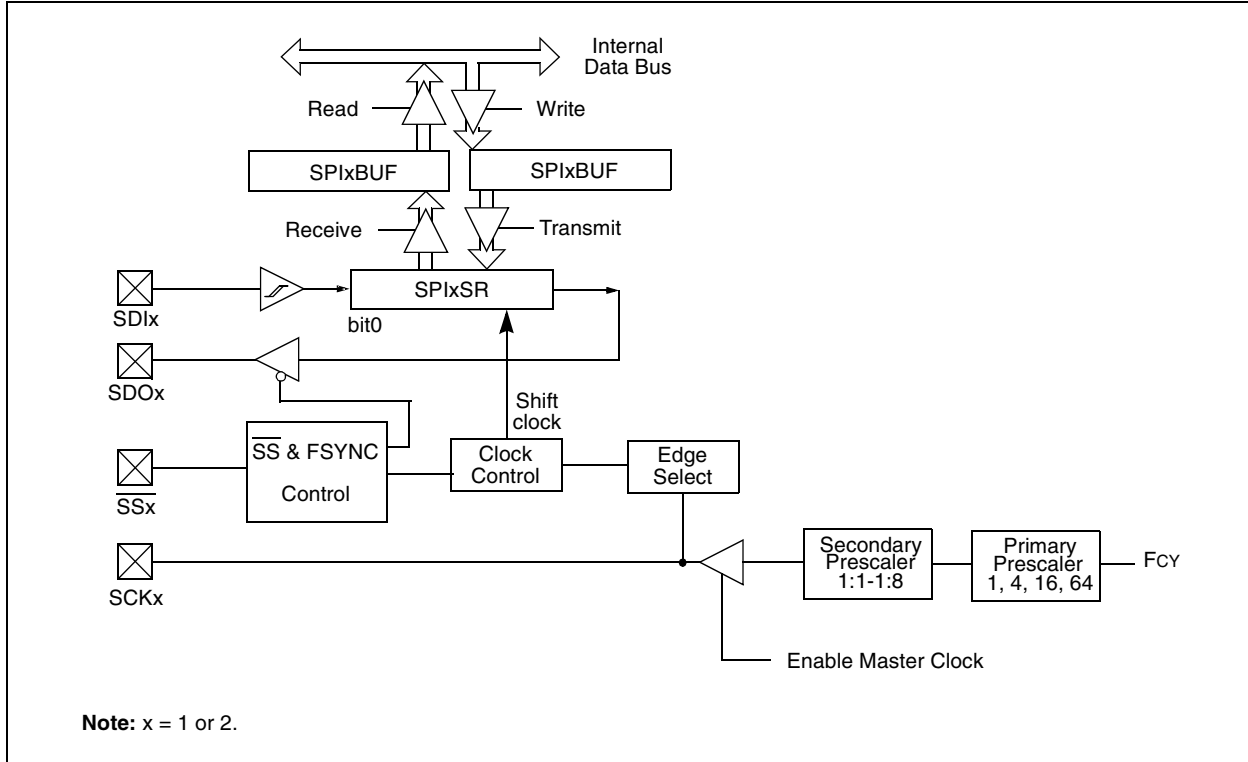 Internal
Data Bus
Read
Write
SPIxBUF
SPIxBUF
Receive
Transmit
SDIx
SPIxSR
bit0
SDOx
Shift
clock
SS & FSYNC
Control
Clock
Control
Edge
Select
SSx
SCKx
Secondary
Prescaler
1:1-1:8
Primary
Prescaler
1, 4, 16, 64
FCY
Enable Master Clock
Note: x = 1 or 2.